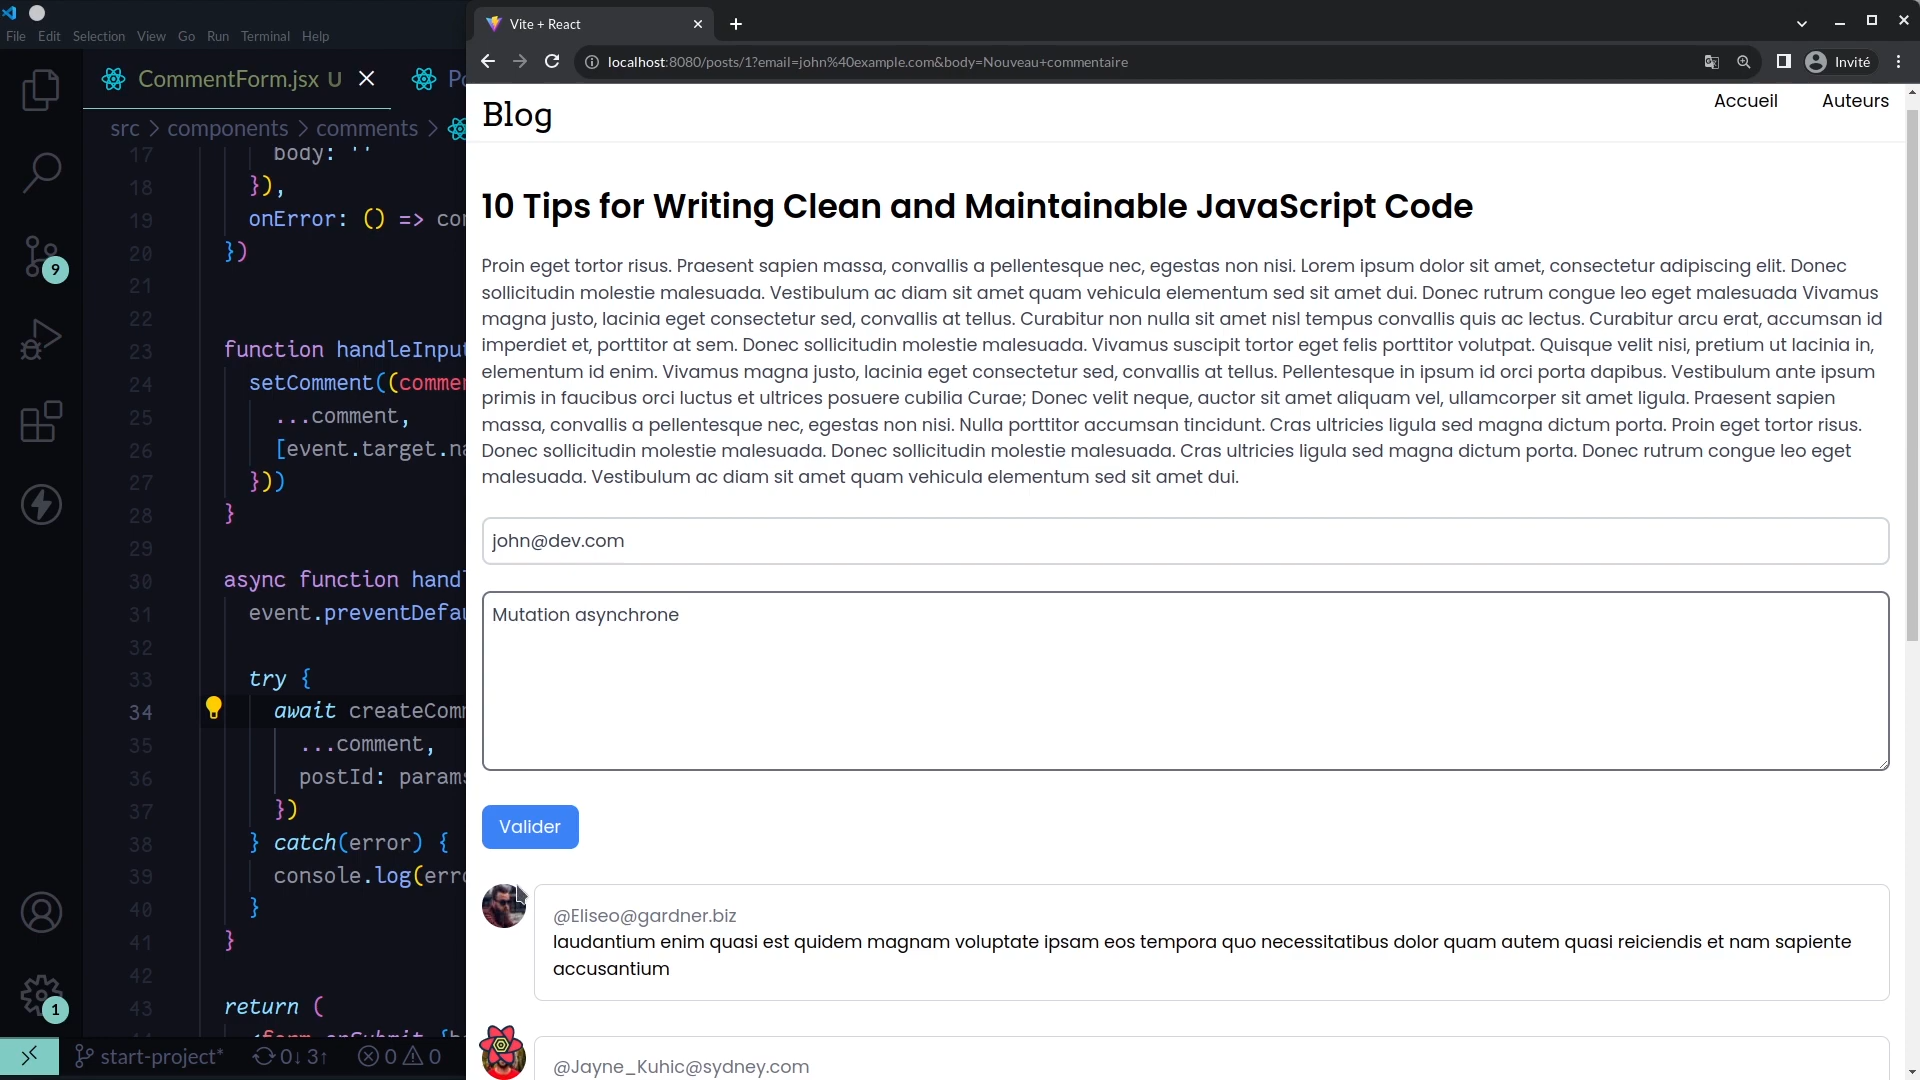 File Edit Selection View Go Run Terminal Help
CommentForm.jsx U
src > components > comments >
17 body: ''
18 }),
19 onError: () =>
20 })
21
22
23 function
24 setComment((
25 ...comment,
26 [event.target.
27 }))
28 }
29
30 async function
31 event.
32
33 try {
34 await
35 ...comment,
36 postId:
37 })
38 } catch(error) {
39 console.log(
40 }
41 }
42
43 return (
9
1
start-project*
0↓ 3↑
0 0
Vite + React
localhost:8080/posts/1?email=john%40example.com&body=Nouveau+commentaire
Invité
Blog
Accueil Auteurs
10 Tips for Writing Clean and Maintainable JavaScript Code
Proin eget tortor risus. Praesent sapien massa, convallis a pellentesque nec, egestas non nisi. Lorem ipsum dolor sit amet, consectetur adipiscing elit. Donec
sollicitudin molestie malesuada. Vestibulum ac diam sit amet quam vehicula elementum sed sit amet dui. Donec rutrum congue leo eget malesuada Vivamus
magna justo, lacinia eget consectetur sed, convallis at tellus. Curabitur non nulla sit amet nisl tempus convallis quis ac lectus. Curabitur arcu erat, accumsan id
imperdiet et, porttitor at sem. Donec sollicitudin molestie malesuada. Vivamus suscipit tortor eget felis porttitor volutpat. Quisque velit nisi, pretium ut lacinia in,
elementum id enim. Vivamus magna justo, lacinia eget consectetur sed, convallis at tellus. Pellentesque in ipsum id orci porta dapibus. Vestibulum ante ipsum
primis in faucibus orci luctus et ultrices posuere cubilia Curae; Donec velit neque, auctor sit amet aliquam vel, ullamcorper sit amet ligula. Praesent sapien
massa, convallis a pellentesque nec, egestas non nisi. Nulla porttitor accumsan tincidunt. Cras ultricies ligula sed magna dictum porta. Proin eget tortor risus.
Donec sollicitudin molestie malesuada. Donec sollicitudin molestie malesuada. Cras ultricies ligula sed magna dictum porta. Donec rutrum congue leo eget
malesuada. Vestibulum ac diam sit amet quam vehicula elementum sed sit amet dui.
john@dev.com
Mutation asynchrone
Valider
@Eliseo@gardner.biz
laudantium enim quasi est quidem magnam voluptate ipsam eos tempora quo necessitatibus dolor quam autem quasi reiciendis et nam sapiente
accusantium
@Jayne_Kuhic@sydney.com